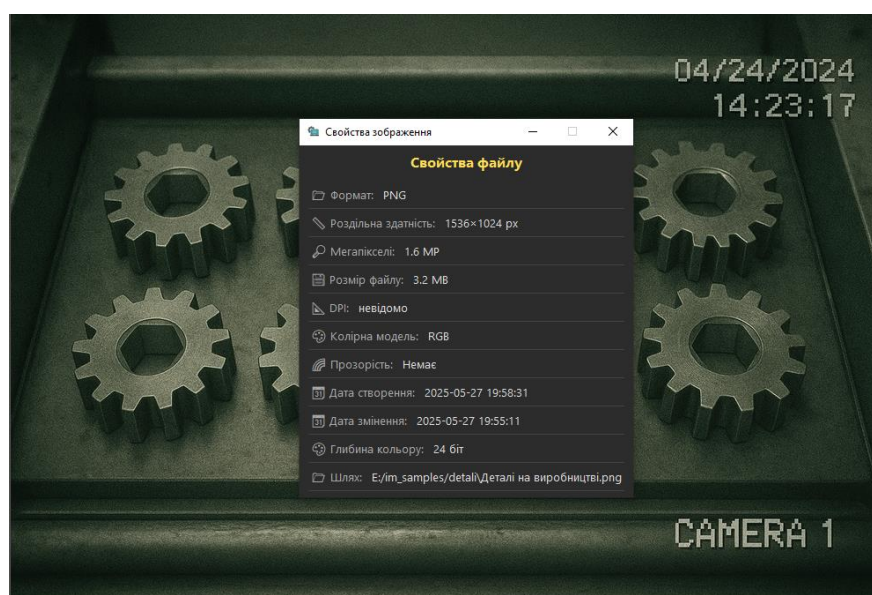 04/24/2024
14:23:17
Свойства зображення
Свойства файлу
Формат: PNG
Роздільна здатність: 1536×1024 px
Мегапікселі: 1.6 MP
Розмір файлу: 3.2 MB
DPI: невідомо
Колірна модель: RGB
Прозорість: Немає
Дата створення: 2025-05-27 19:58:31
Дата змінення: 2025-05-27 19:55:11
Глибина кольору: 24 біт
Шлях: E:/im_samples/detali\Деталі на виробництві.png
CAMERA 1